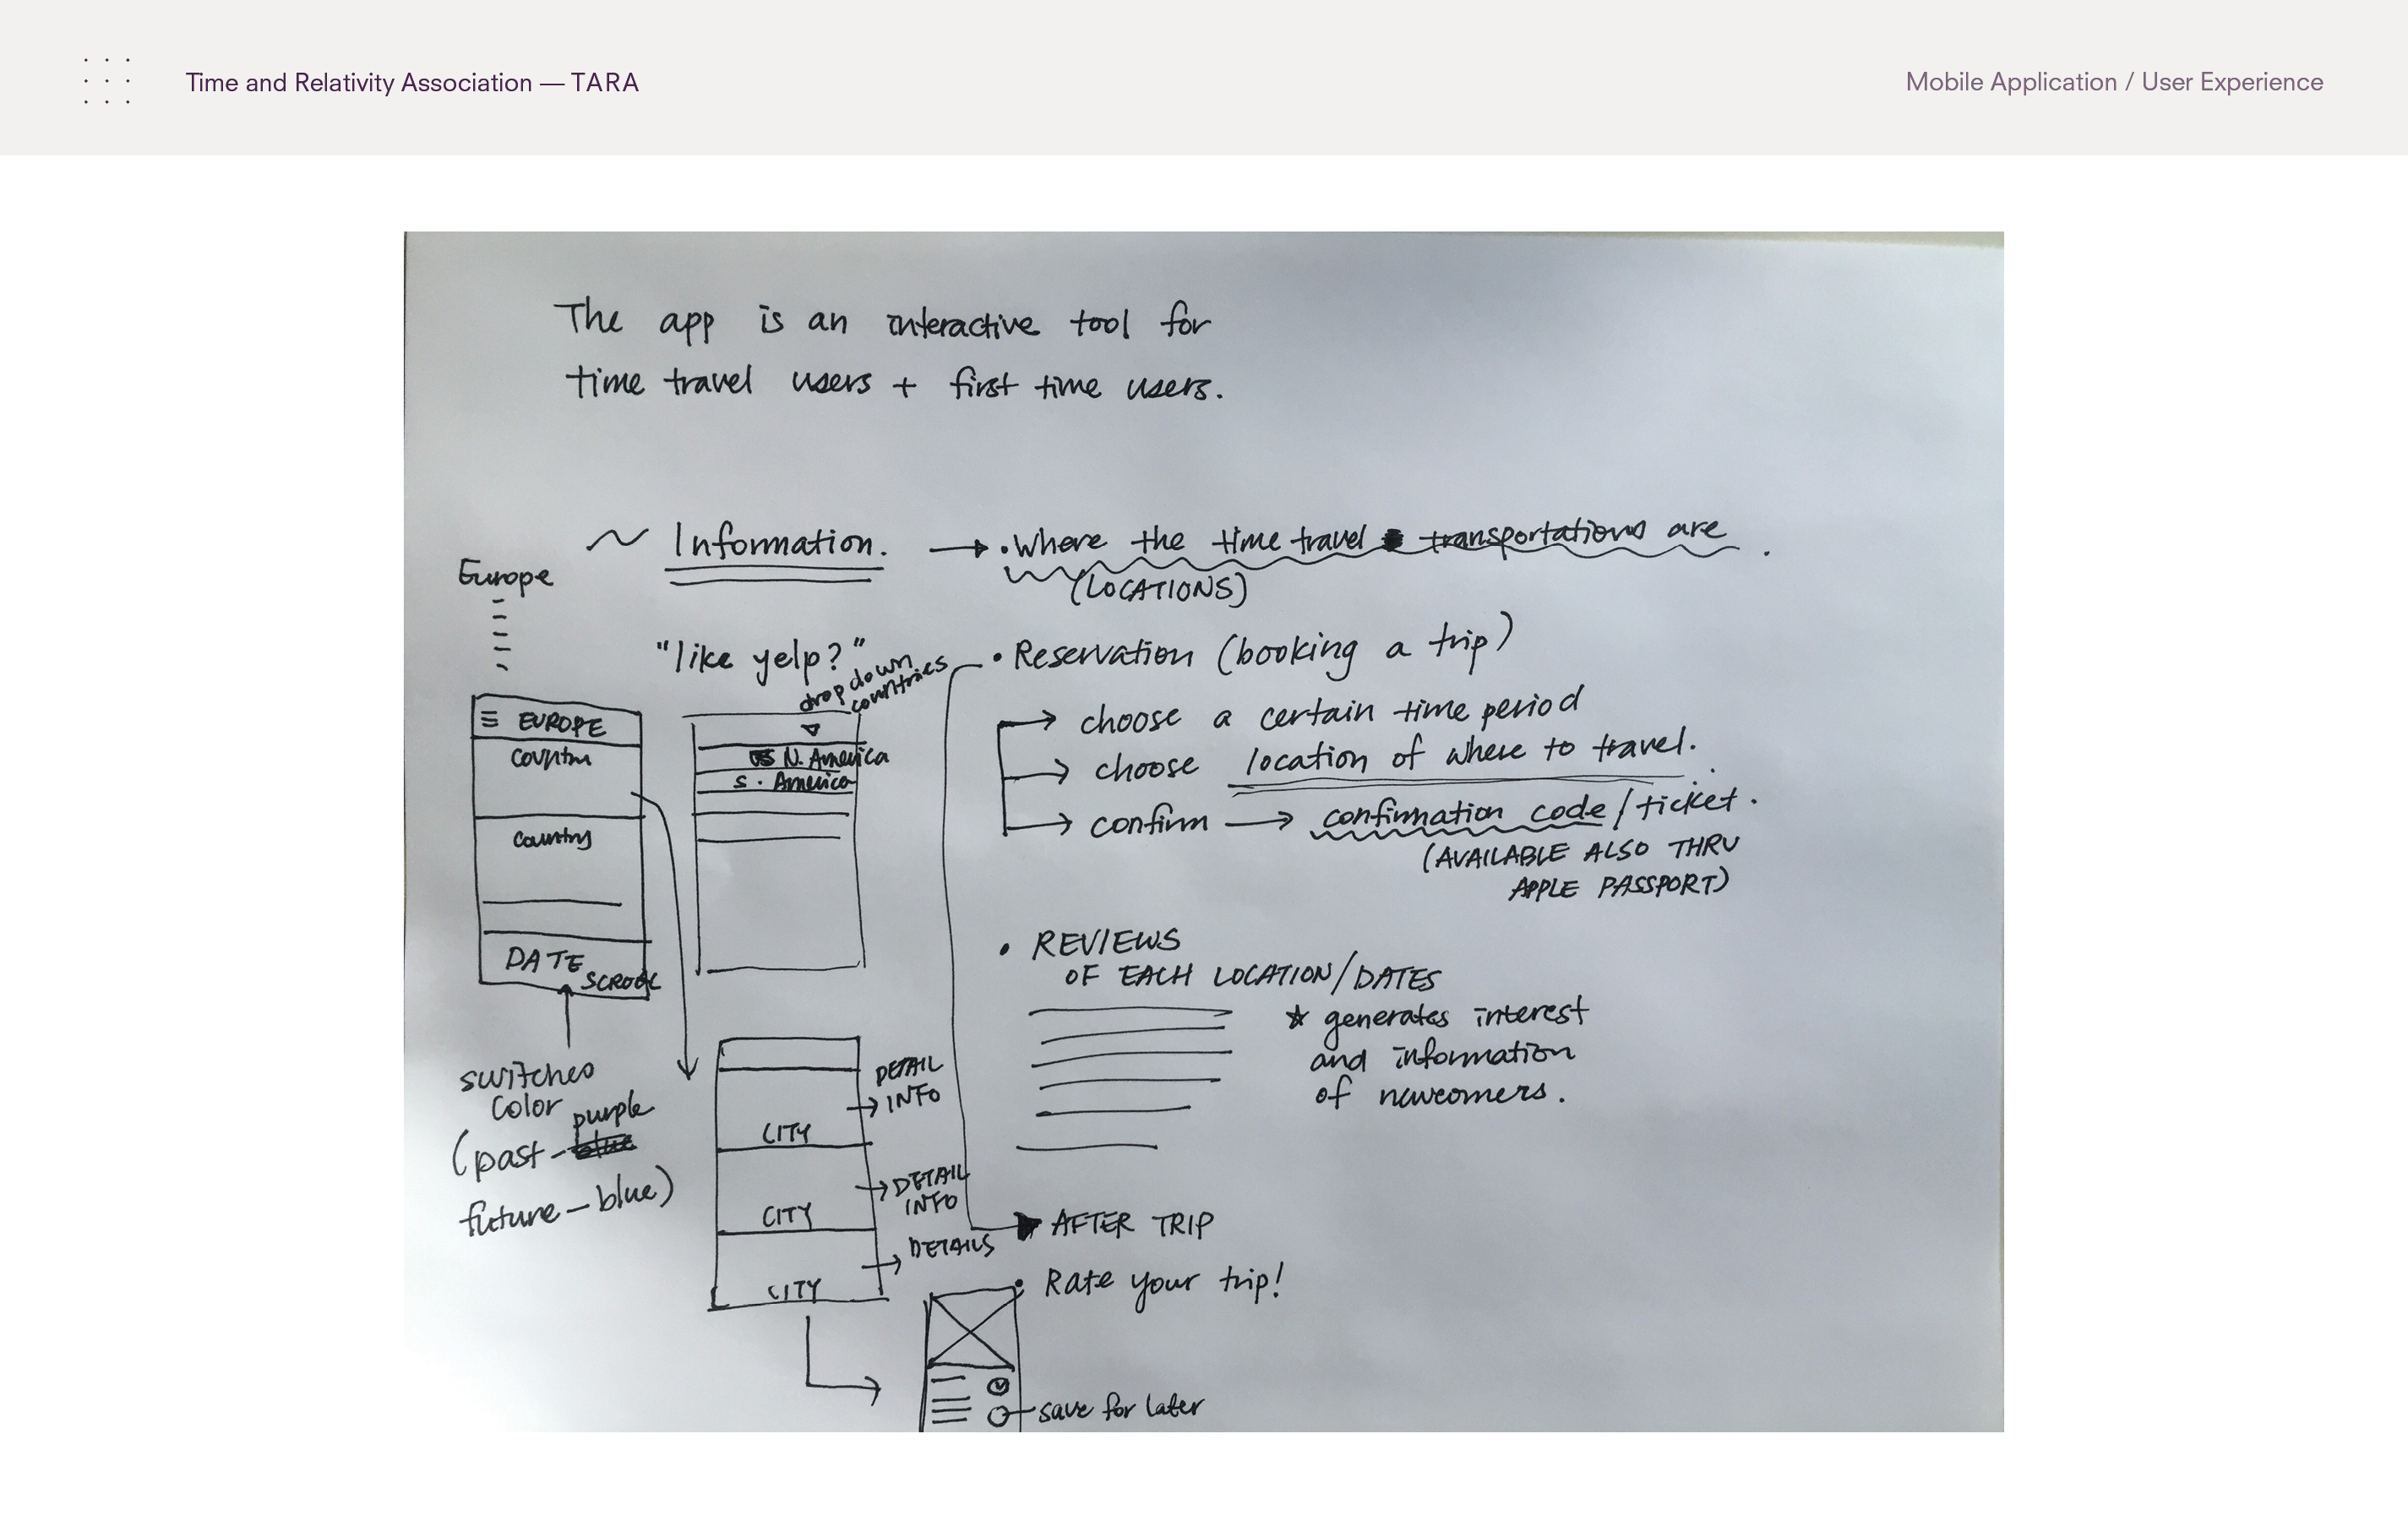 Time and Relativity Association — TARA
Mobile Application / User Experience
The app is an interactive tool for
time travel users + first time users.
Information.
• Where the time travel transportations are.
(LOCATIONS)
Europe
"like yelp?"
drop down
countries
≡ EUROPE
Country
Country
DATE
SCROOL
N. America
S. America
switches
color
purple
(past - blue
future - blue)
CITY
CITY
CITY
DETAIL
INFO
DETAIL
INFO
DETAILS
• Reservation (booking a trip)
choose a certain time period
choose location of where to travel.
confirm → confirmation code / ticket.
(AVAILABLE ALSO THRU
APPLE PASSPORT)
• REVIEWS
OF EACH LOCATION/DATES
★ generates interest
and information
of newcomers.
AFTER TRIP
• Rate your trip!
save for later